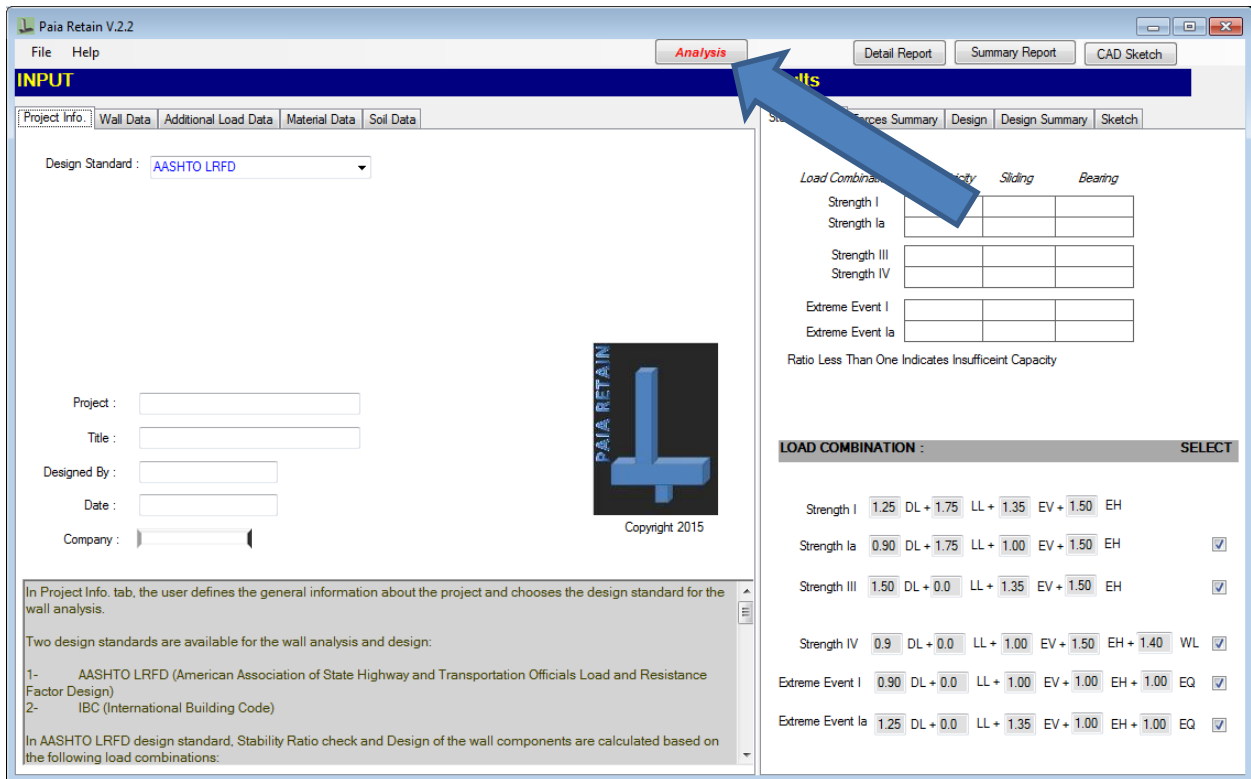 Paia Retain V.2.2
File Help Analysis Detail Report Summary Report CAD Sketch
INPUT
Project Info. Wall Data Additional Load Data Material Data Soil Data
Design Standard : AASHTO LRFD
Project :
Title :
Designed By :
Date :
Company :
PAIA RETAIN
Copyright 2015
In Project Info. tab, the user defines the general information about the project and chooses the design standard for the
wall analysis.
Two design standards are available for the wall analysis and design:
1- AASHTO LRFD (American Association of State Highway and Transportation Officials Load and Resistance
Factor Design)
2- IBC (International Building Code)
In AASHTO LRFD design standard, Stability Ratio check and Design of the wall components are calculated based on
the following load combinations:
Summary Design Design Summary Sketch
Load Sliding Bearing
Strength I
Strength Ia
Strength III
Strength IV
Extreme Event I
Extreme Event Ia
Ratio Less Than One Indicates Insufficeint Capacity
LOAD COMBINATION : SELECT
Strength I 1.25 DL + 1.75 LL + 1.35 EV + 1.50 EH
Strength Ia 0.90 DL + 1.75 LL + 1.00 EV + 1.50 EH
Strength III 1.50 DL + 0.0 LL + 1.35 EV + 1.50 EH
Strength IV 0.9 DL + 0.0 LL + 1.00 EV + 1.50 EH + 1.40 WL
Extreme Event I 0.90 DL + 0.0 LL + 1.00 EV + 1.00 EH + 1.00 EQ
Extreme Event Ia 1.25 DL + 0.0 LL + 1.35 EV + 1.00 EH + 1.00 EQ